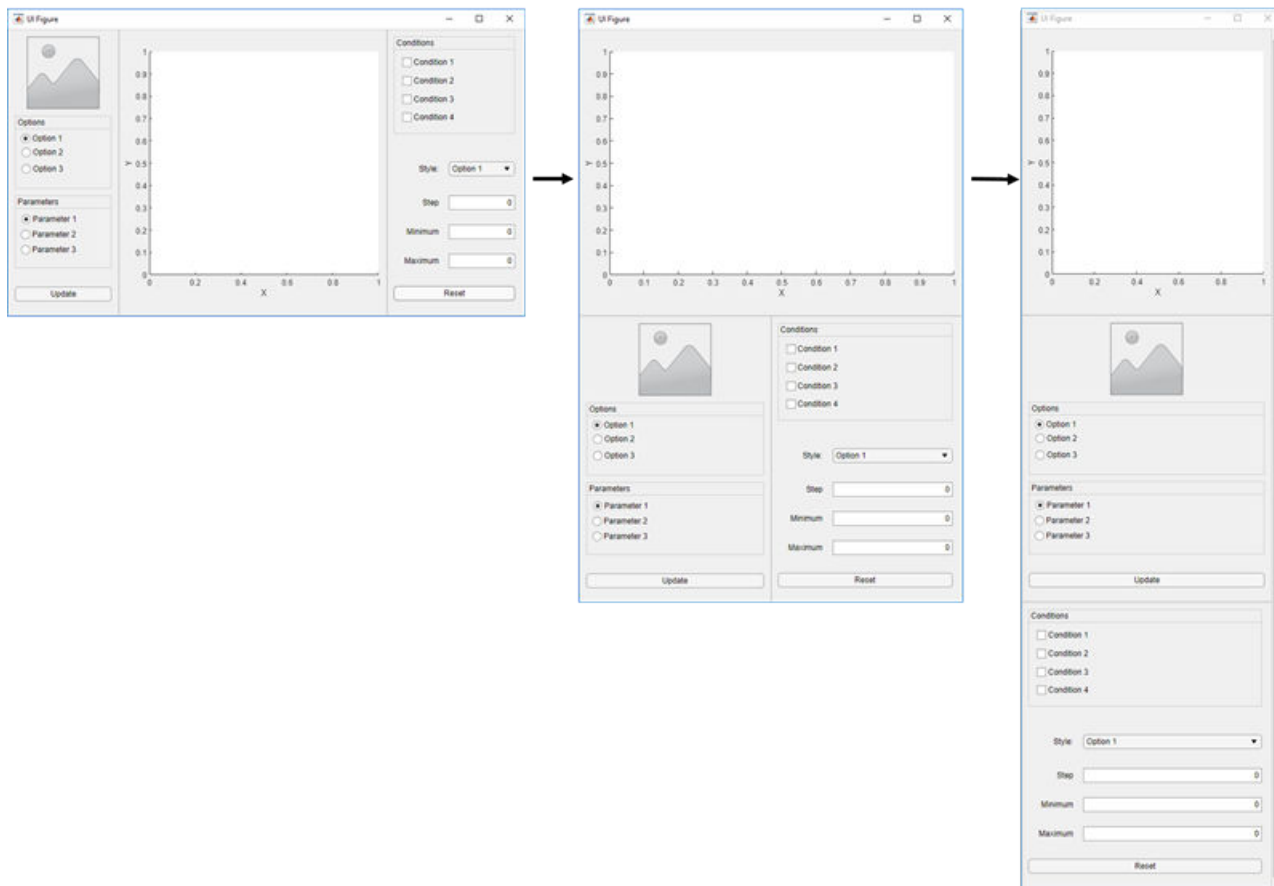 UI Figure
Options
Option 1
Option 2
Option 3
Parameters
Parameter 1
Parameter 2
Parameter 3
Update
1
0.9
0.8
0.7
0.6
0.5
0.4
0.3
0.2
0.1
0
Y
0 0.2 0.4 0.6 0.8 1
X
Conditions
Condition 1
Condition 2
Condition 3
Condition 4
Style: Option 1
Step 0
Minimum 0
Maximum 0
Reset
UI Figure
1
0.9
0.8
0.7
0.6
0.5
0.4
0.3
0.2
0.1
0
Y
0 0.1 0.2 0.3 0.4 0.5 0.6 0.7 0.8 0.9 1
X
Options
Option 1
Option 2
Option 3
Parameters
Parameter 1
Parameter 2
Parameter 3
Update
Conditions
Condition 1
Condition 2
Condition 3
Condition 4
Style: Option 1
Step 0
Minimum 0
Maximum 0
Reset
UI Figure
1
0.9
0.8
0.7
0.6
0.5
0.4
0.3
0.2
0.1
0
Y
0 0.2 0.4 0.6 0.8 1
X
Options
Option 1
Option 2
Option 3
Parameters
Parameter 1
Parameter 2
Parameter 3
Update
Conditions
Condition 1
Condition 2
Condition 3
Condition 4
Style: Option 1
Step 0
Minimum 0
Maximum 0
Reset